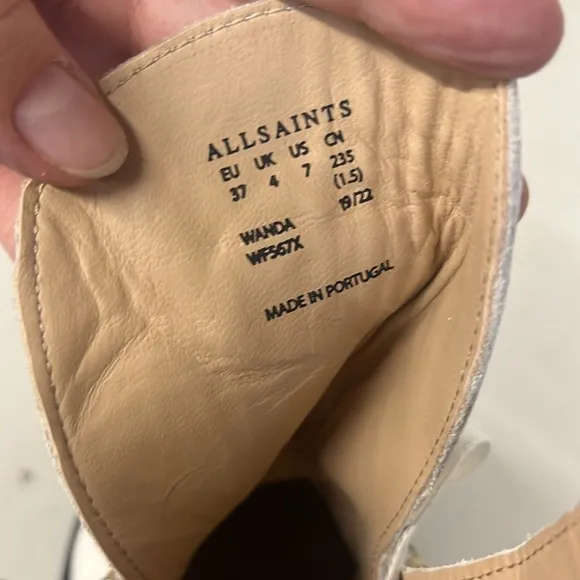 ALLSAINTS
EU UK US CN
37 4 7 235
(1.5)
19/22
WANDA
WF567X
MADE IN PORTUGAL